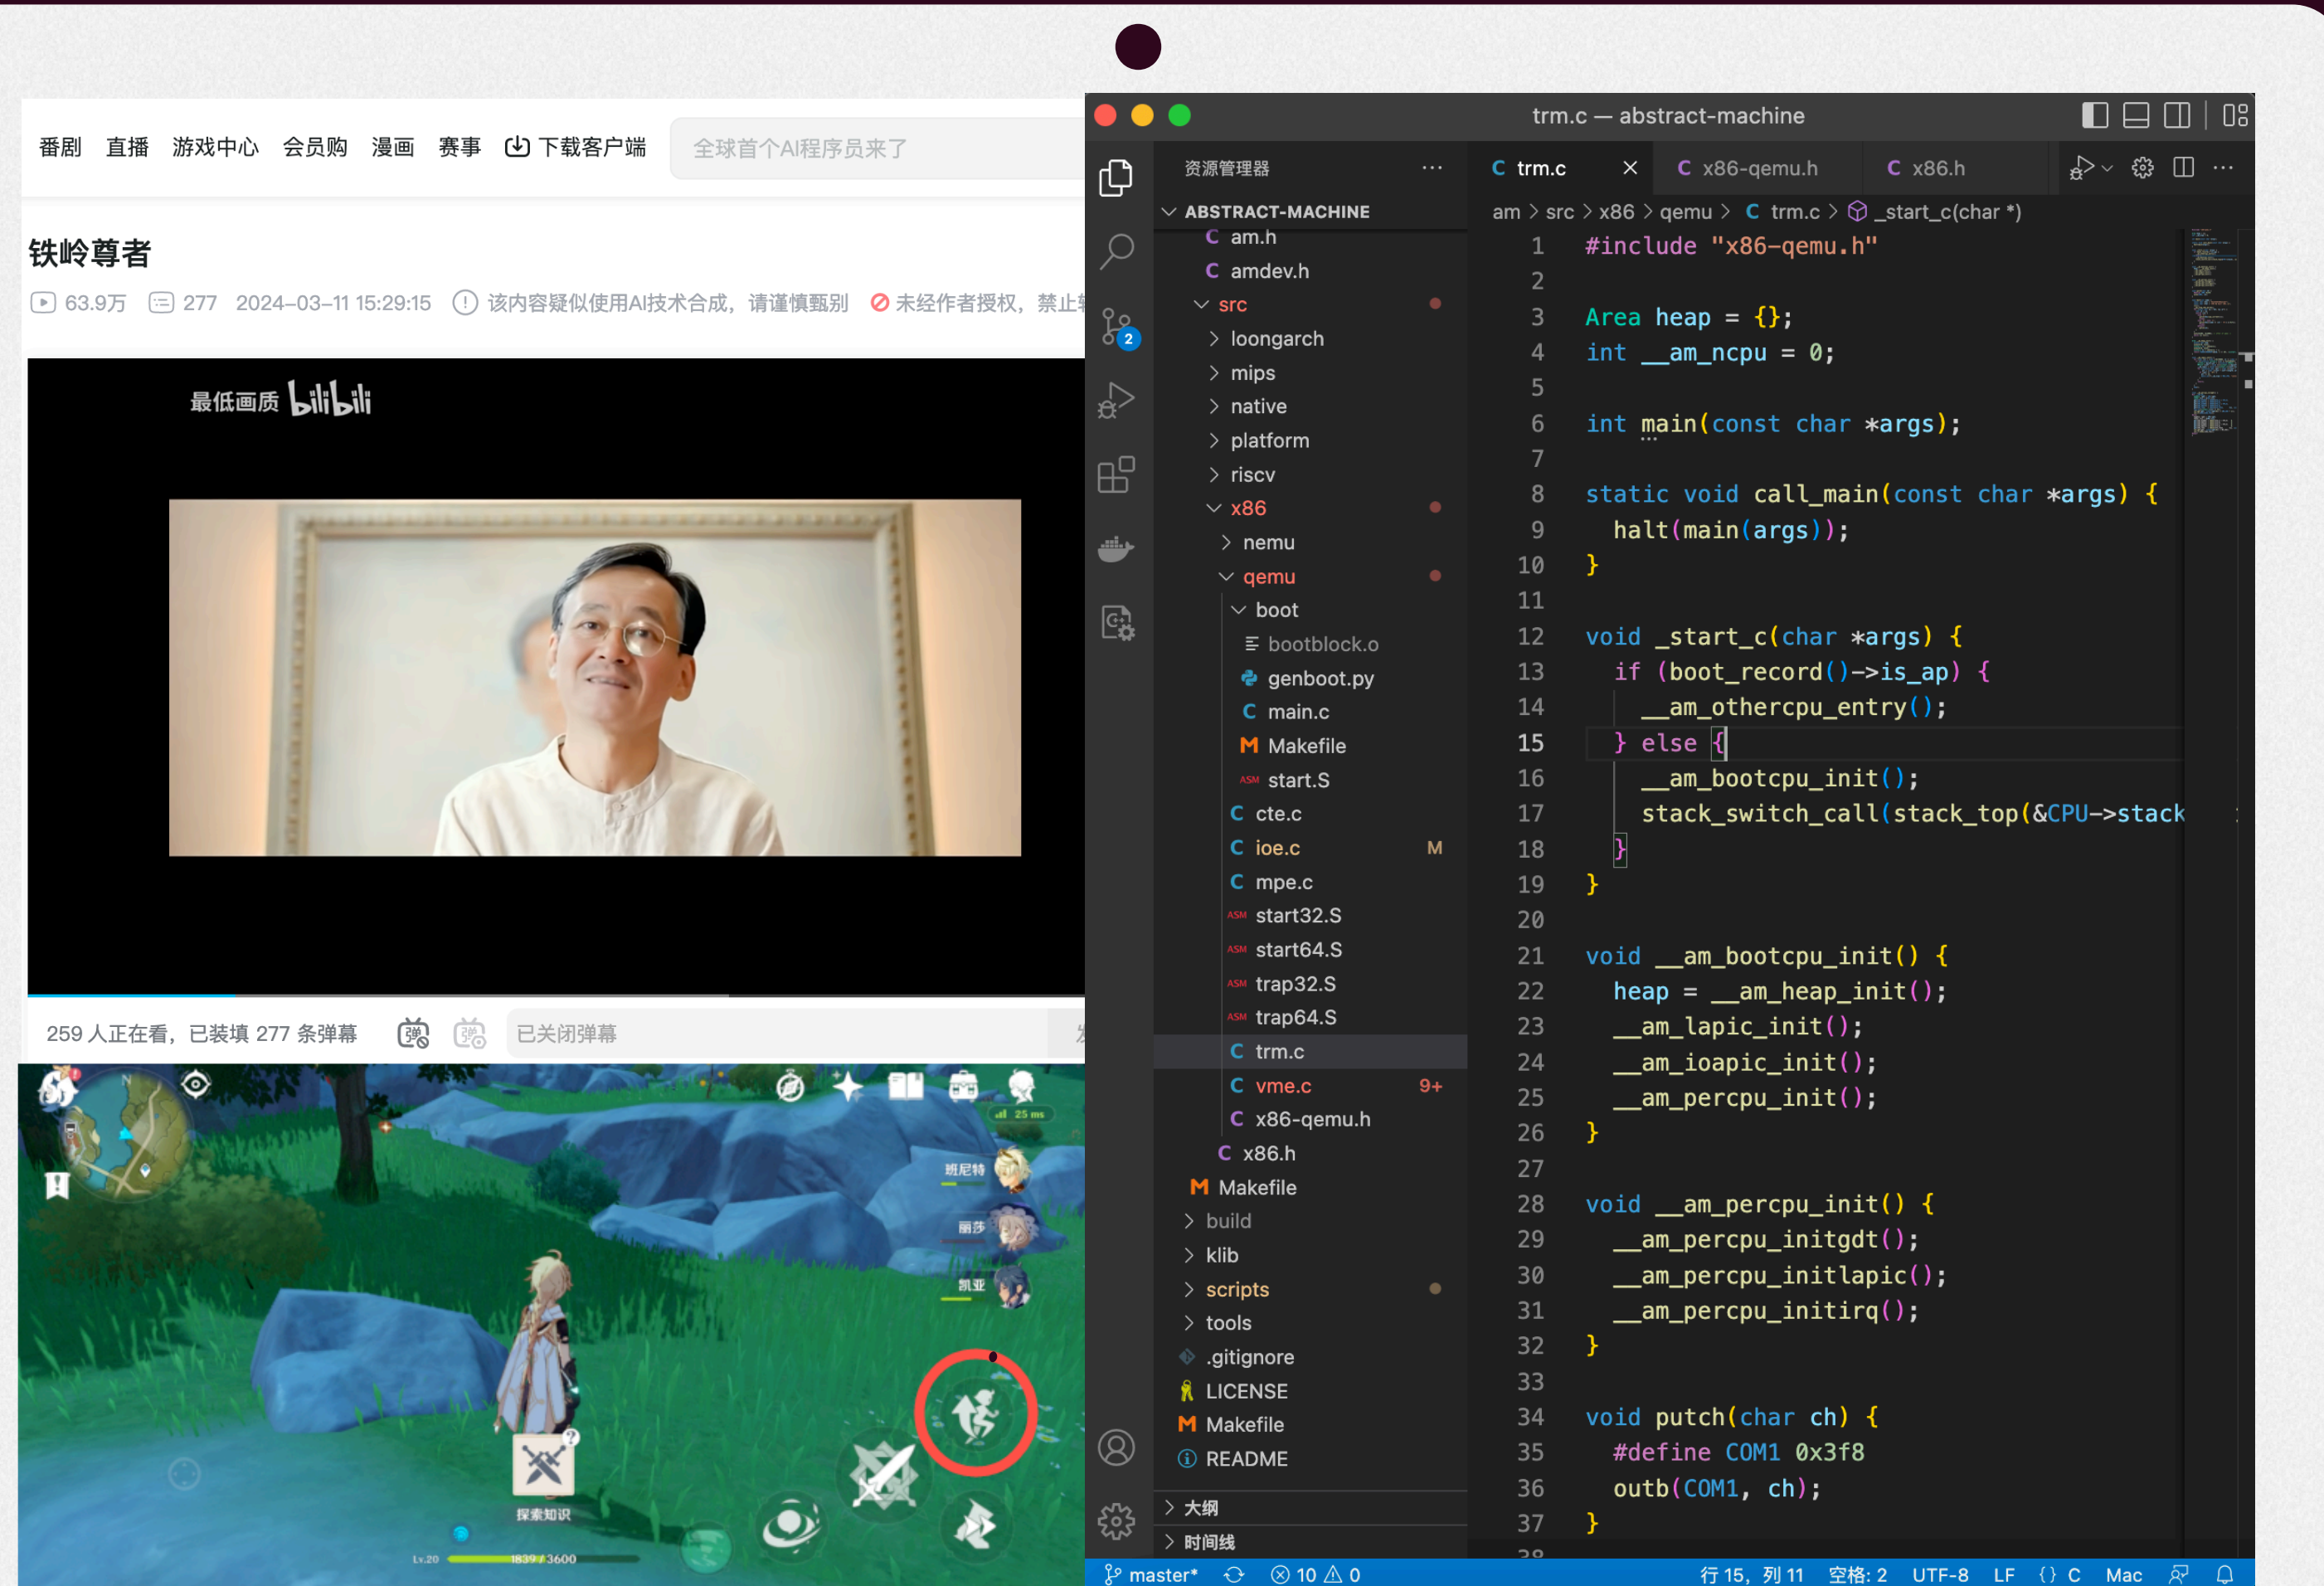 番剧 直播 游戏中心 会员购 漫画 赛事 下载客户端 全球首个AI程序员来了
铁岭尊者
63.9万 277 2024-03-11 15:29:15 该内容疑似使用AI技术合成，请谨慎甄别 未经作者授权，禁止
最低画质 bilibili
259 人正在看，已装填 277 条弹幕 已关闭弹幕
N
25 ms
班尼特
丽莎
凯亚
探索知识
Lv.20 1839 / 3600
trm.c — abstract-machine
资源管理器
ABSTRACT-MACHINE
C am.h
C amdev.h
src
loongarch
mips
native
platform
riscv
x86
nemu
qemu
boot
bootblock.o
genboot.py
C main.c
M Makefile
ASM start.S
C cte.c
C ioe.c M
C mpe.c
ASM start32.S
ASM start64.S
ASM trap32.S
ASM trap64.S
C trm.c
C vme.c 9+
C x86-qemu.h
C x86.h
M Makefile
build
klib
scripts
tools
.gitignore
LICENSE
M Makefile
README
大纲
时间线
2
C trm.c C x86-qemu.h C x86.h
am > src > x86 > qemu > C trm.c > _start_c(char *)
1 #include "x86-qemu.h"
2
3 Area heap = {};
4 int __am_ncpu = 0;
5
6 int main(const char *args);
7
8 static void call_main(const char *args) {
9 halt(main(args));
10 }
11
12 void _start_c(char *args) {
13 if (boot_record()->is_ap) {
14 __am_othercpu_entry();
15 } else {
16 __am_bootcpu_init();
17 stack_switch_call(stack_top(&CPU->stack
18 }
19 }
20
21 void __am_bootcpu_init() {
22 heap = __am_heap_init();
23 __am_lapic_init();
24 __am_ioapic_init();
25 __am_percpu_init();
26 }
27
28 void __am_percpu_init() {
29 __am_percpu_initgdt();
30 __am_percpu_initlapic();
31 __am_percpu_initirq();
32 }
33
34 void putch(char ch) {
35 #define COM1 0x3f8
36 outb(COM1, ch);
37 }
master* 10 0 行 15，列 11 空格: 2 UTF-8 LF {} C Mac